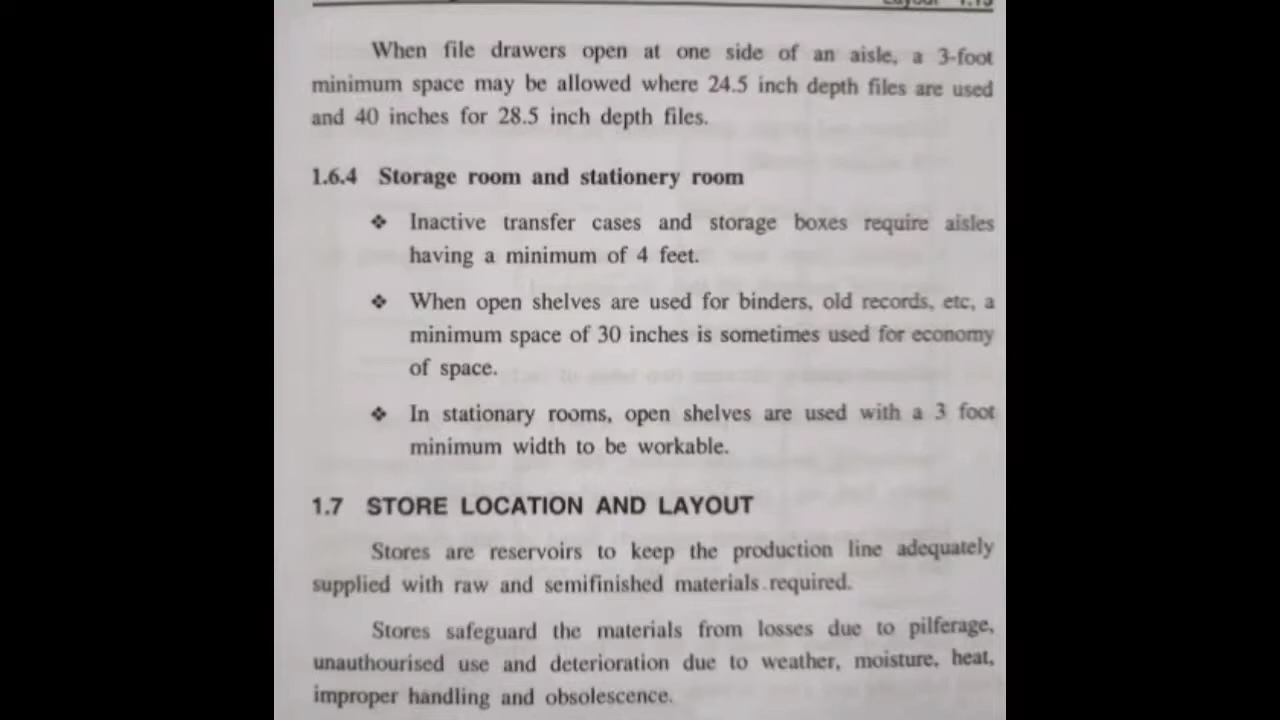 When file drawers open at one side of an aisle, a 3-foot
minimum space may be allowed where 24.5 inch depth files are used
and 40 inches for 28.5 inch depth files.
1.6.4 Storage room and stationery room
❖ Inactive transfer cases and storage boxes require aisles
having a minimum of 4 feet.
❖ When open shelves are used for binders, old records, etc, a
minimum space of 30 inches is sometimes used for economy
of space.
❖ In stationary rooms, open shelves are used with a 3 foot
minimum width to be workable.
1.7 STORE LOCATION AND LAYOUT
Stores are reservoirs to keep the production line adequately
supplied with raw and semifinished materials required.
Stores safeguard the materials from losses due to pilferage,
unauthourised use and deterioration due to weather, moisture, heat,
improper handling and obsolescence.